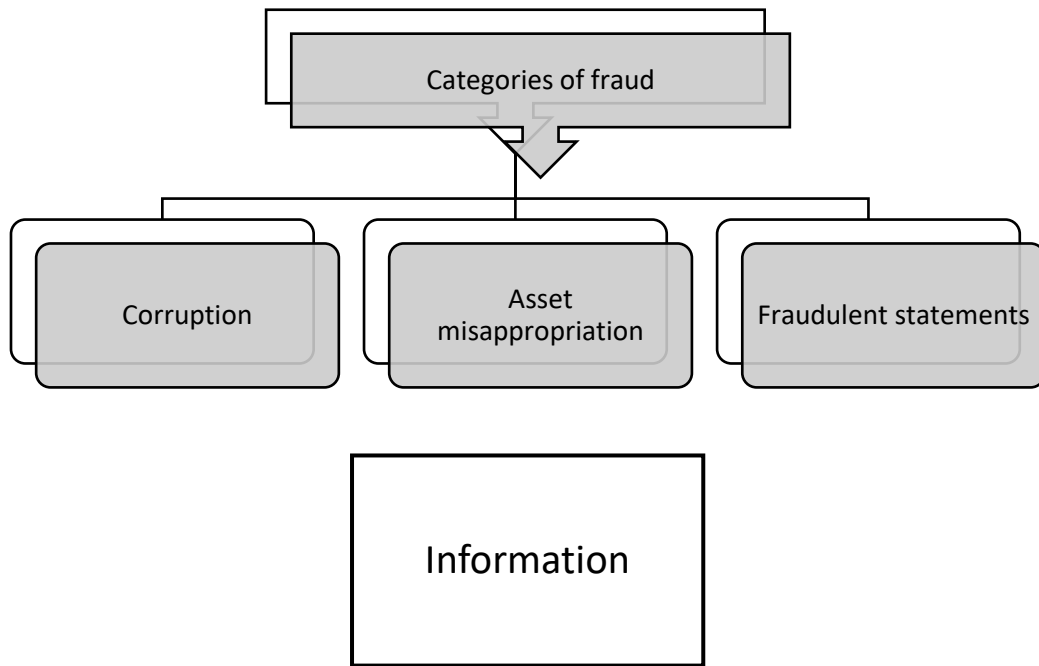 Categories of fraud
Corruption
Asset
misappropriation
Fraudulent statements
Information